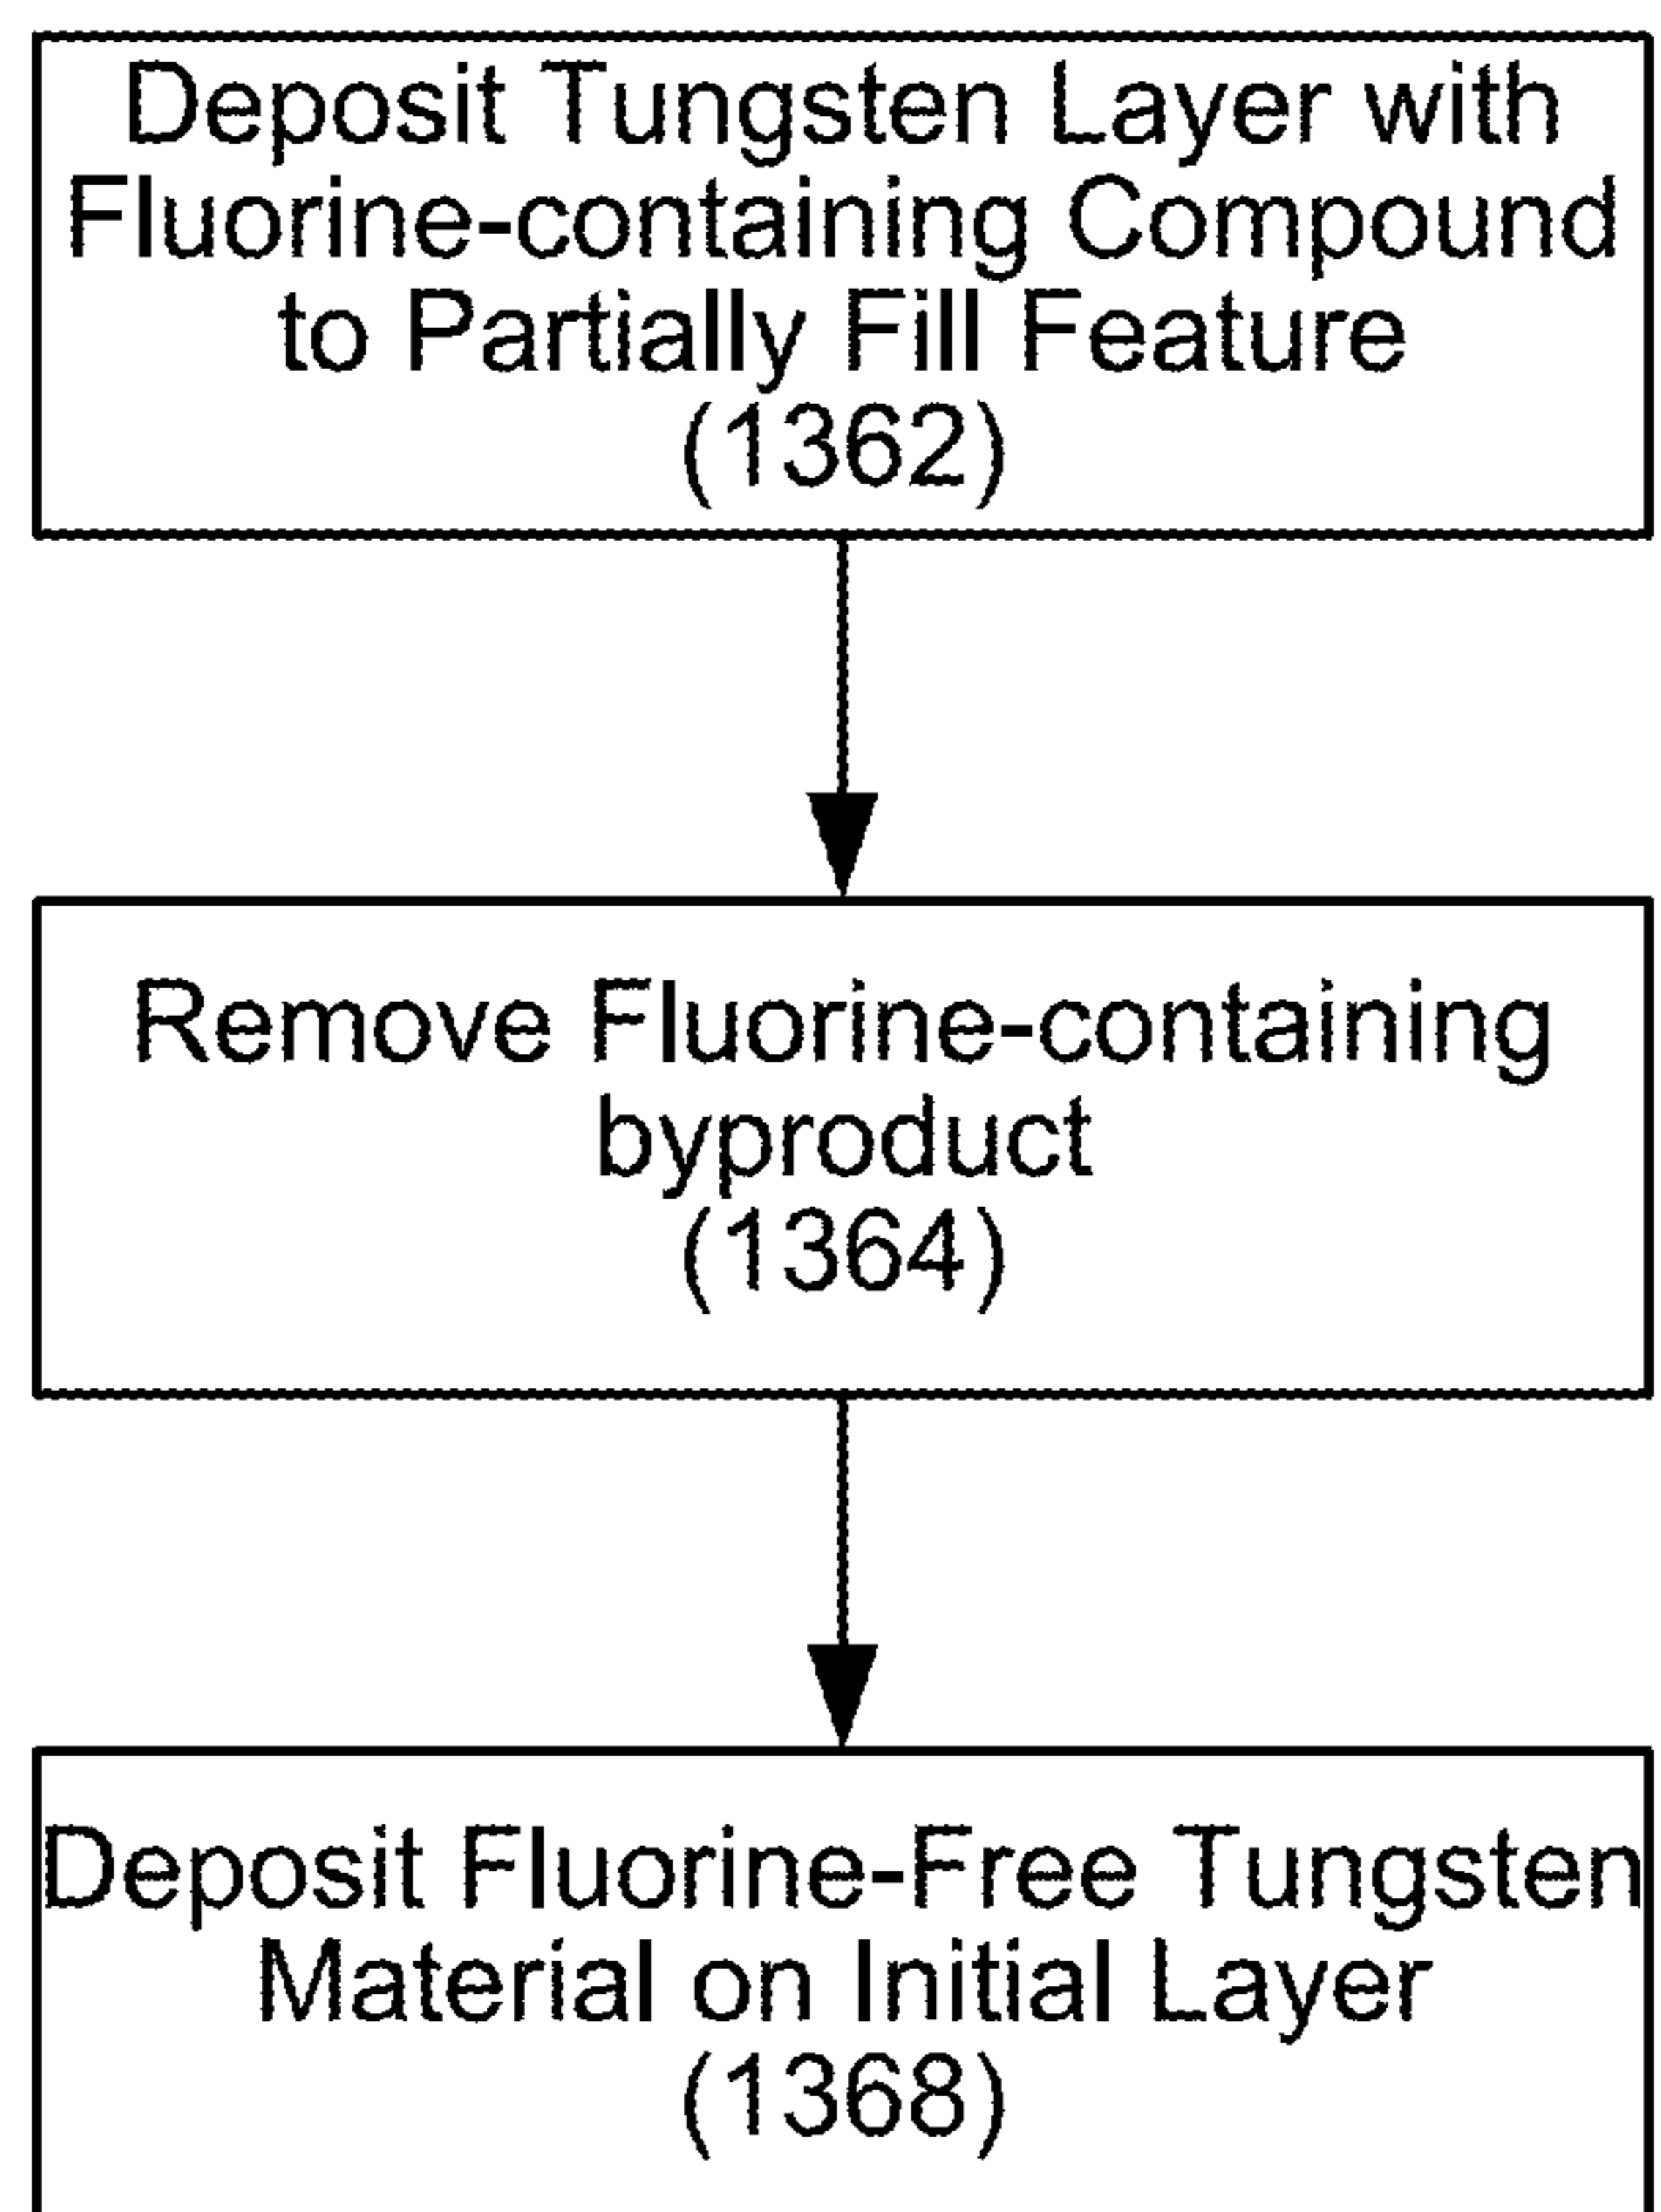 Deposit Tungsten Layer with
Fluorine-containing Compound
to Partially Fill Feature
(1362)
Remove Fluorine-containing
byproduct
(1364)
Deposit Fluorine-Free Tungsten
Material on Initial Layer
(1368)